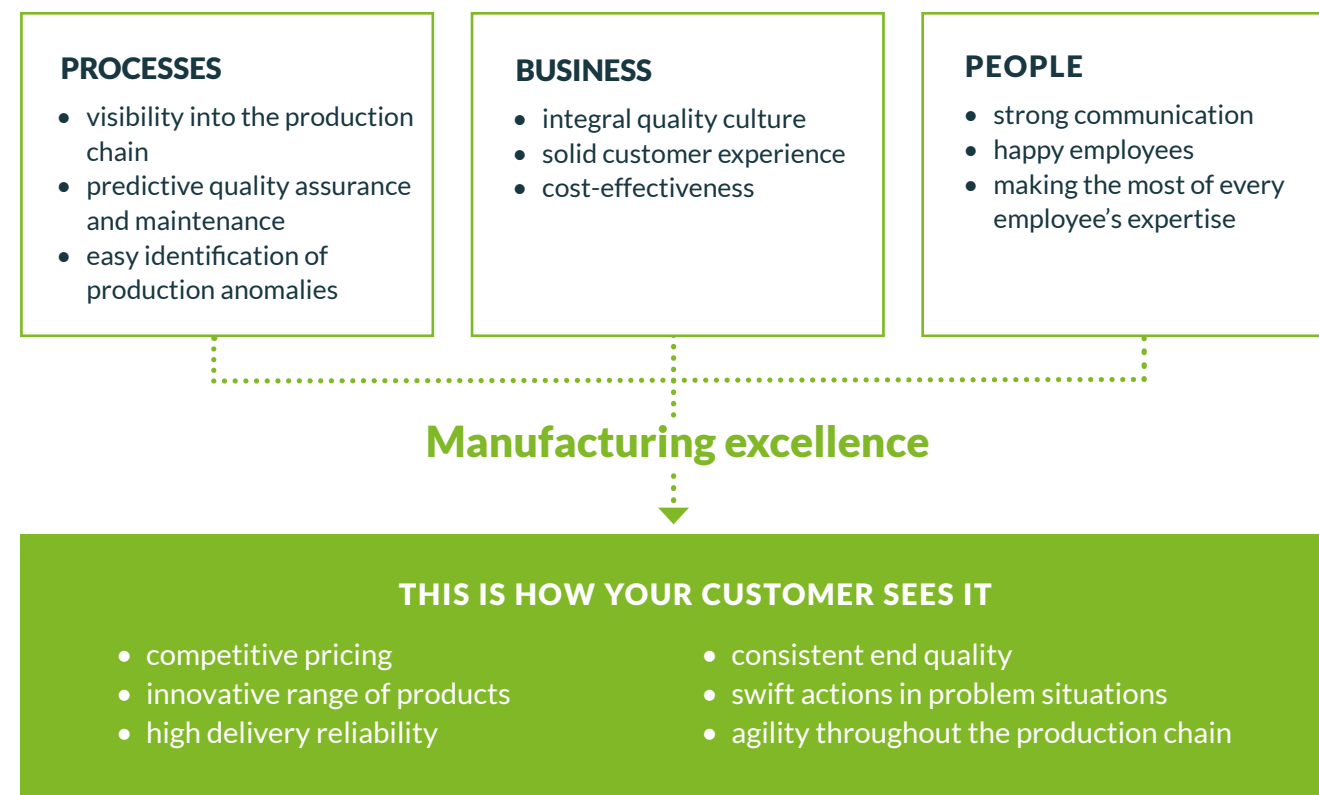 PROCESSES
• visibility into the production
chain
• predictive quality assurance
and maintenance
• easy identification of
production anomalies
BUSINESS
• integral quality culture
• solid customer experience
• cost-effectiveness
PEOPLE
• strong communication
• happy employees
• making the most of every
employee’s expertise
Manufacturing excellence
THIS IS HOW YOUR CUSTOMER SEES IT
• competitive pricing
• innovative range of products
• high delivery reliability
• consistent end quality
• swift actions in problem situations
• agility throughout the production chain